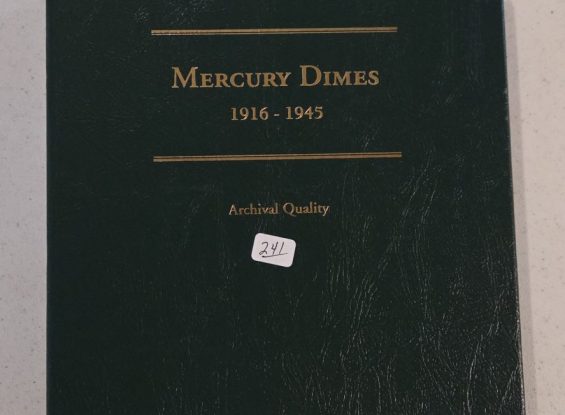 MERCURY DIMES
1916 - 1945
Archival Quality
241